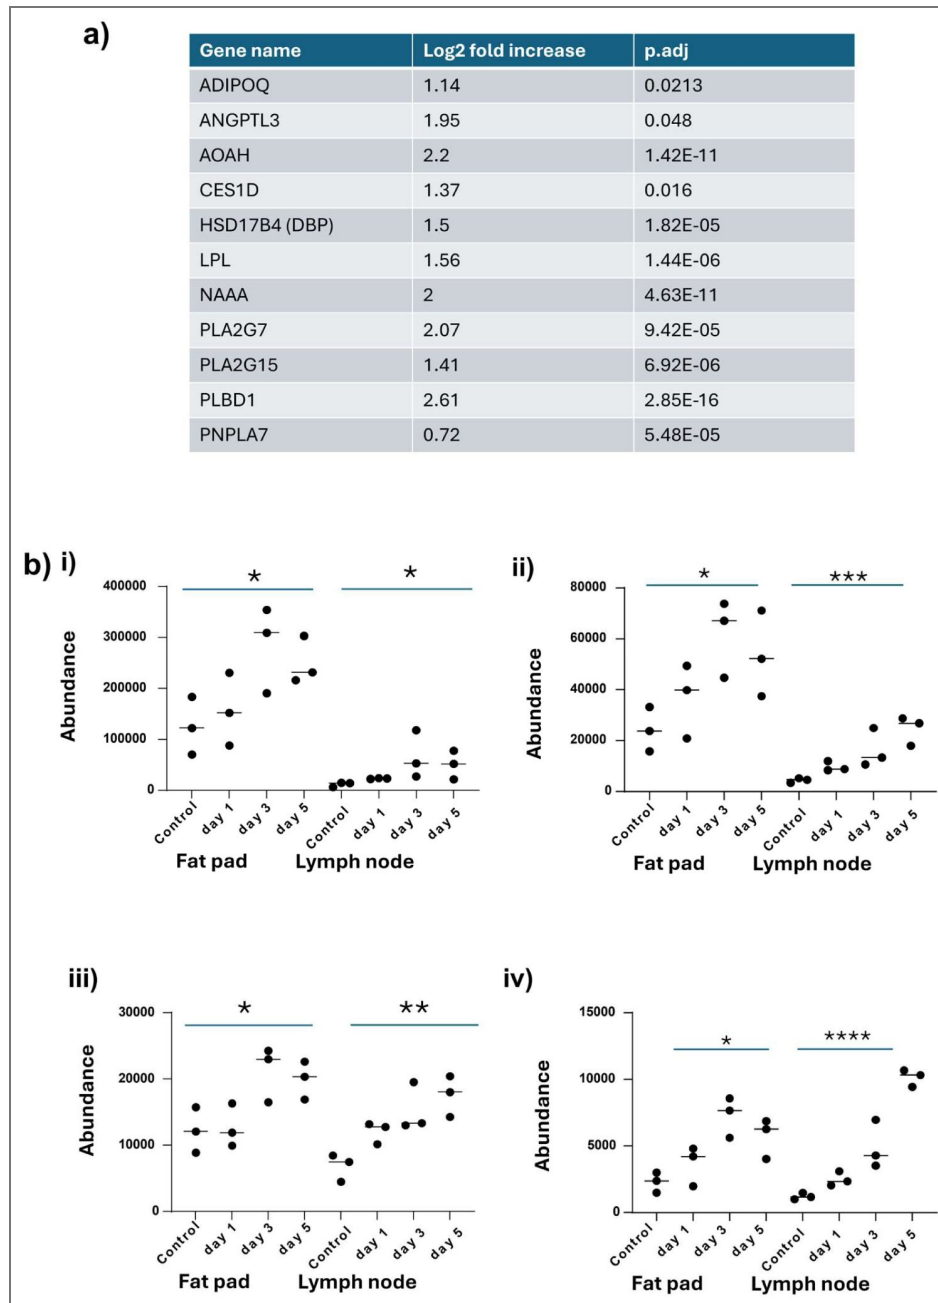 a)
Gene name Log2 fold increase p.adj
ADIPOQ 1.14 0.0213
ANGPTL3 1.95 0.048
AOAH 2.2 1.42E-11
CES1D 1.37 0.016
HSD17B4 (DBP) 1.5 1.82E-05
LPL 1.56 1.44E-06
NAAA 2 4.63E-11
PLA2G7 2.07 9.42E-05
PLA2G15 1.41 6.92E-06
PLBD1 2.61 2.85E-16
PNPLA7 0.72 5.48E-05
b) i)
* *
400000
300000
200000
100000
0
Abundance
Control day 1 day 3 day 5 Control day 1 day 3 day 5
Fat pad Lymph node
ii)
* ***
80000
60000
40000
20000
0
Abundance
Control day 1 day 3 day 5 Control day 1 day 3 day 5
Fat pad Lymph node
iii)
* **
30000
20000
10000
0
Abundance
Control day 1 day 3 day 5 Control day 1 day 3 day 5
Fat pad Lymph node
iv)
* ****
15000
10000
5000
0
Abundance
Control day 1 day 3 day 5 Control day 1 day 3 day 5
Fat pad Lymph node